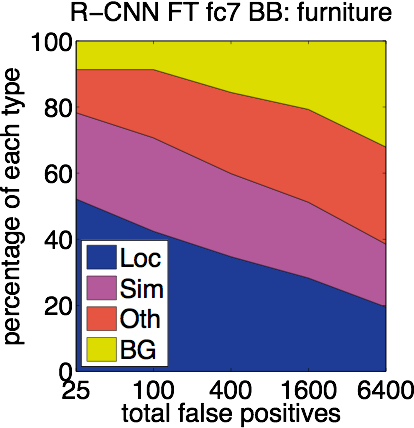 R-CNN FT fc7 BB: furniture
percentage of each type
100
80
60
40
20
0
Loc
Sim
Oth
BG
25 100 400 1600 6400
total false positives